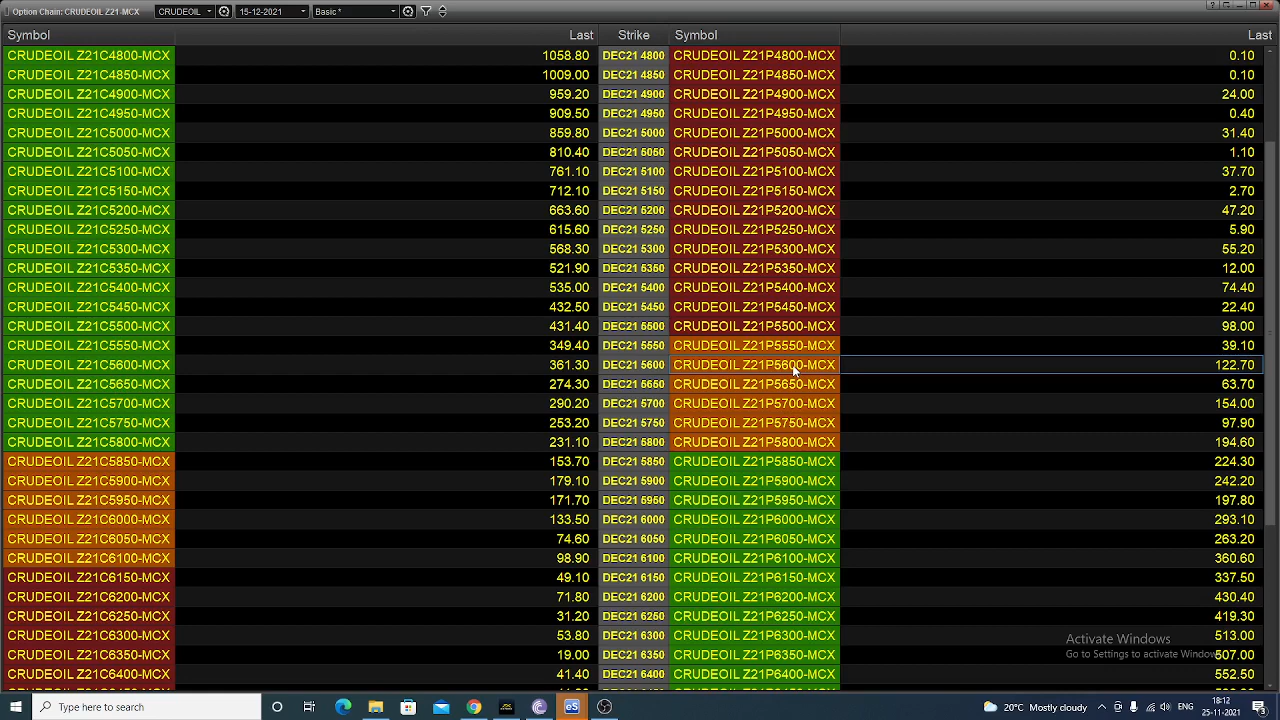 Option Chain: CRUDEOIL Z21-MCX CRUDEOIL 15-12-2021 Basic *
Symbol Last Strike Symbol Last
CRUDEOIL Z21C4800-MCX 1058.80 DEC21 4800 CRUDEOIL Z21P4800-MCX 0.10
CRUDEOIL Z21C4850-MCX 1009.00 DEC21 4850 CRUDEOIL Z21P4850-MCX 0.10
CRUDEOIL Z21C4900-MCX 959.20 DEC21 4900 CRUDEOIL Z21P4900-MCX 24.00
CRUDEOIL Z21C4950-MCX 909.50 DEC21 4950 CRUDEOIL Z21P4950-MCX 0.40
CRUDEOIL Z21C5000-MCX 859.80 DEC21 5000 CRUDEOIL Z21P5000-MCX 31.40
CRUDEOIL Z21C5050-MCX 810.40 DEC21 5050 CRUDEOIL Z21P5050-MCX 1.10
CRUDEOIL Z21C5100-MCX 761.10 DEC21 5100 CRUDEOIL Z21P5100-MCX 37.70
CRUDEOIL Z21C5150-MCX 712.10 DEC21 5150 CRUDEOIL Z21P5150-MCX 2.70
CRUDEOIL Z21C5200-MCX 663.60 DEC21 5200 CRUDEOIL Z21P5200-MCX 47.20
CRUDEOIL Z21C5250-MCX 615.60 DEC21 5250 CRUDEOIL Z21P5250-MCX 5.90
CRUDEOIL Z21C5300-MCX 568.30 DEC21 5300 CRUDEOIL Z21P5300-MCX 55.20
CRUDEOIL Z21C5350-MCX 521.90 DEC21 5350 CRUDEOIL Z21P5350-MCX 12.00
CRUDEOIL Z21C5400-MCX 535.00 DEC21 5400 CRUDEOIL Z21P5400-MCX 74.40
CRUDEOIL Z21C5450-MCX 432.50 DEC21 5450 CRUDEOIL Z21P5450-MCX 22.40
CRUDEOIL Z21C5500-MCX 431.40 DEC21 5500 CRUDEOIL Z21P5500-MCX 98.00
CRUDEOIL Z21C5550-MCX 349.40 DEC21 5550 CRUDEOIL Z21P5550-MCX 39.10
CRUDEOIL Z21C5600-MCX 361.30 DEC21 5600 CRUDEOIL Z21P5600-MCX 122.70
CRUDEOIL Z21C5650-MCX 274.30 DEC21 5650 CRUDEOIL Z21P5650-MCX 63.70
CRUDEOIL Z21C5700-MCX 290.20 DEC21 5700 CRUDEOIL Z21P5700-MCX 154.00
CRUDEOIL Z21C5750-MCX 253.20 DEC21 5750 CRUDEOIL Z21P5750-MCX 97.90
CRUDEOIL Z21C5800-MCX 231.10 DEC21 5800 CRUDEOIL Z21P5800-MCX 194.60
CRUDEOIL Z21C5850-MCX 153.70 DEC21 5850 CRUDEOIL Z21P5850-MCX 224.30
CRUDEOIL Z21C5900-MCX 179.10 DEC21 5900 CRUDEOIL Z21P5900-MCX 242.20
CRUDEOIL Z21C5950-MCX 171.70 DEC21 5950 CRUDEOIL Z21P5950-MCX 197.80
CRUDEOIL Z21C6000-MCX 133.50 DEC21 6000 CRUDEOIL Z21P6000-MCX 293.10
CRUDEOIL Z21C6050-MCX 74.60 DEC21 6050 CRUDEOIL Z21P6050-MCX 263.20
CRUDEOIL Z21C6100-MCX 98.90 DEC21 6100 CRUDEOIL Z21P6100-MCX 360.60
CRUDEOIL Z21C6150-MCX 49.10 DEC21 6150 CRUDEOIL Z21P6150-MCX 337.50
CRUDEOIL Z21C6200-MCX 71.80 DEC21 6200 CRUDEOIL Z21P6200-MCX 430.40
CRUDEOIL Z21C6250-MCX 31.20 DEC21 6250 CRUDEOIL Z21P6250-MCX 419.30
CRUDEOIL Z21C6300-MCX 53.80 DEC21 6300 CRUDEOIL Z21P6300-MCX 513.00
CRUDEOIL Z21C6350-MCX 19.00 DEC21 6350 CRUDEOIL Z21P6350-MCX 507.00
CRUDEOIL Z21C6400-MCX 41.40 DEC21 6400 CRUDEOIL Z21P6400-MCX 552.50
Activate Windows
Go to Settings to activate Window
Type here to search eS 20°C Mostly cloudy ENG 18:12
25-11-2021